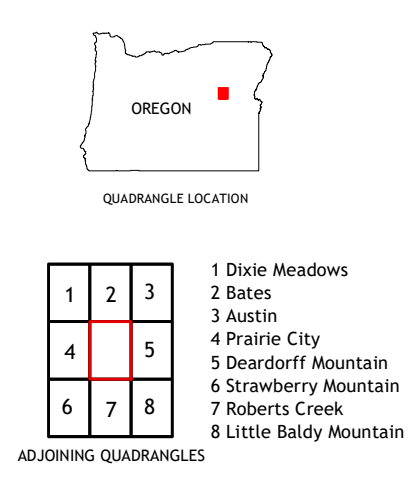 OREGON
QUADRANGLE LOCATION
1 2 3
4 5
6 7 8
ADJOINING QUADRANGLES
1 Dixie Meadows
2 Bates
3 Austin
4 Prairie City
5 Deardorff Mountain
6 Strawberry Mountain
7 Roberts Creek
8 Little Baldy Mountain